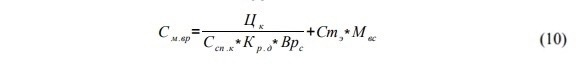 С м.вр = Ц к / С сп.к * К р.д * Вр с + Ст э * М вс (10)